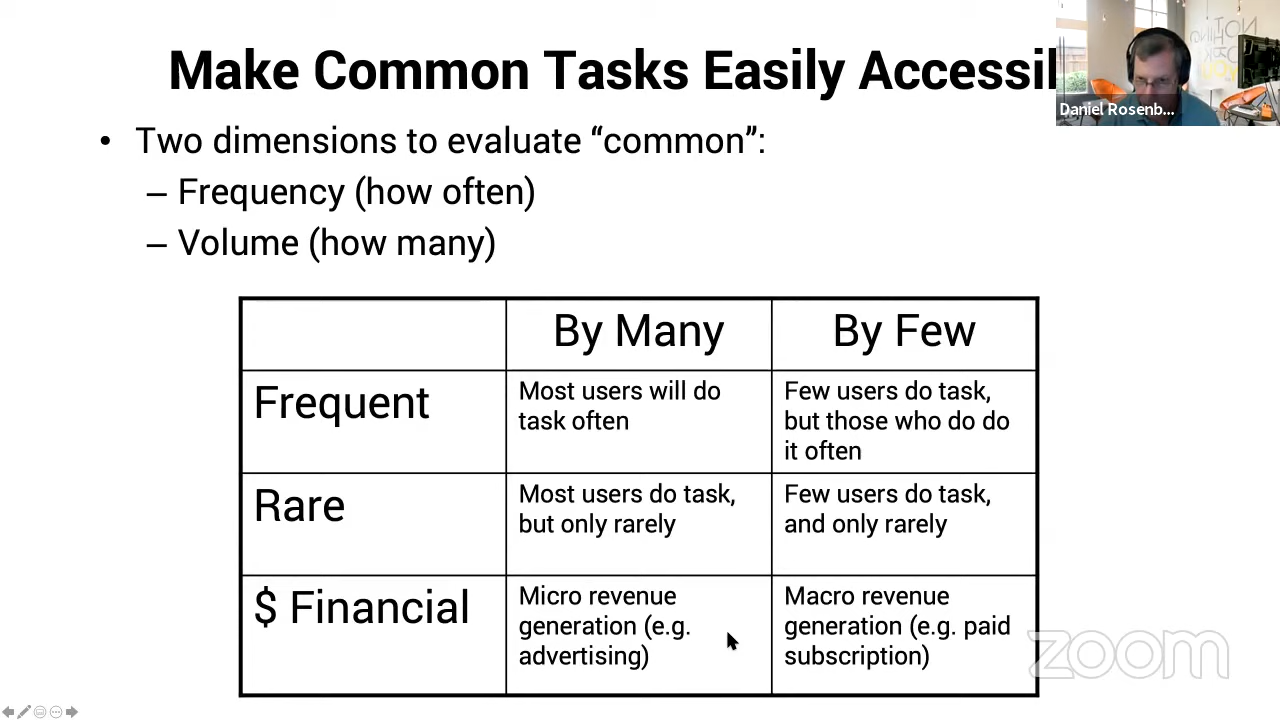 Make Common Tasks Easily Accessi
Daniel Rosenb...
• Two dimensions to evaluate “common”:
– Frequency (how often)
– Volume (how many)
By Many
By Few
Frequent
Most users will do
task often
Few users do task,
but those who do do
it often
Rare
Most users do task,
but only rarely
Few users do task,
and only rarely
$ Financial
Micro revenue
generation (e.g.
advertising)
Macro revenue
generation (e.g. paid
subscription)
zoom